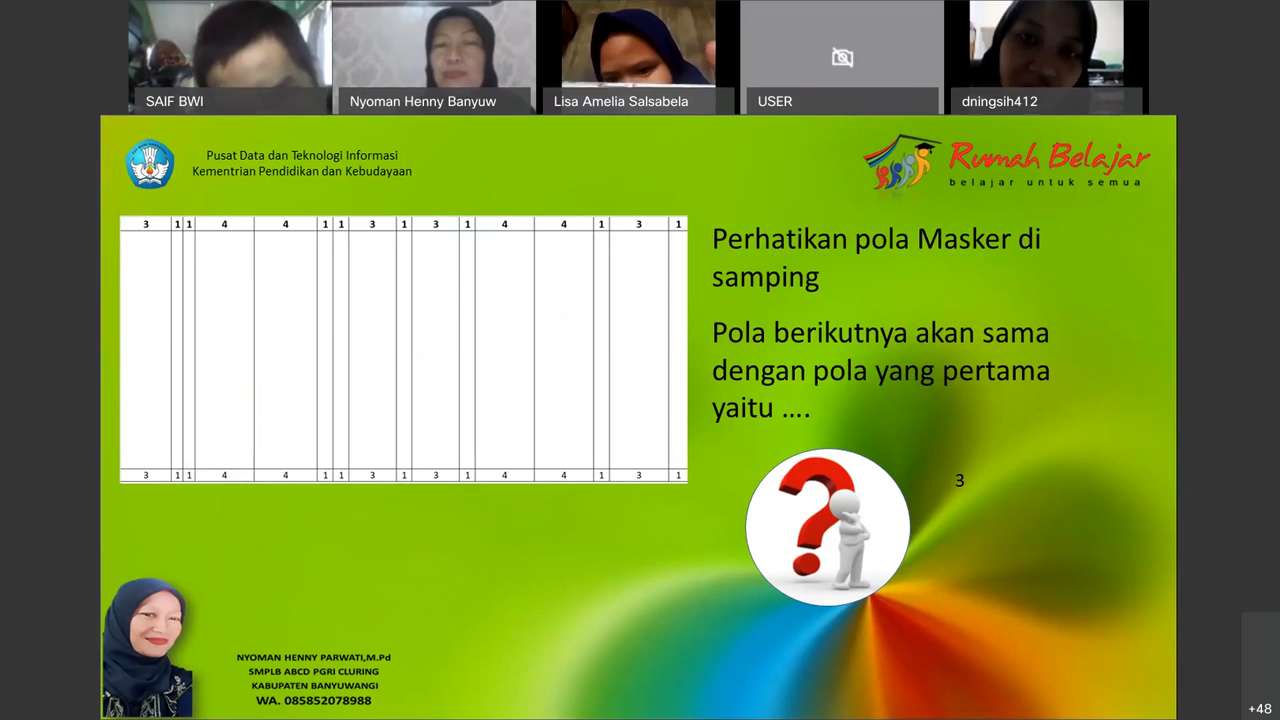 SAIF BWI
Nyoman Henny Banyuw
Lisa Amelia Salsabela
USER
dningsih412
Pusat Data dan Teknologi Informasi
Kementrian Pendidikan dan Kebudayaan
Rumah Belajar
belajar untuk semua
3 1 1 4 4 1 1 3 1 3 1 4 4 1 3 1
3 1 1 4 4 1 1 3 1 3 1 4 4 1 3 1
Perhatikan pola Masker di
samping
Pola berikutnya akan sama
dengan pola yang pertama
yaitu ....
3
NYOMAN HENNY PARWATI,M.Pd
SMPLB ABCD PGRI CLURING
KABUPATEN BANYUWANGI
WA. 085852078988
+48